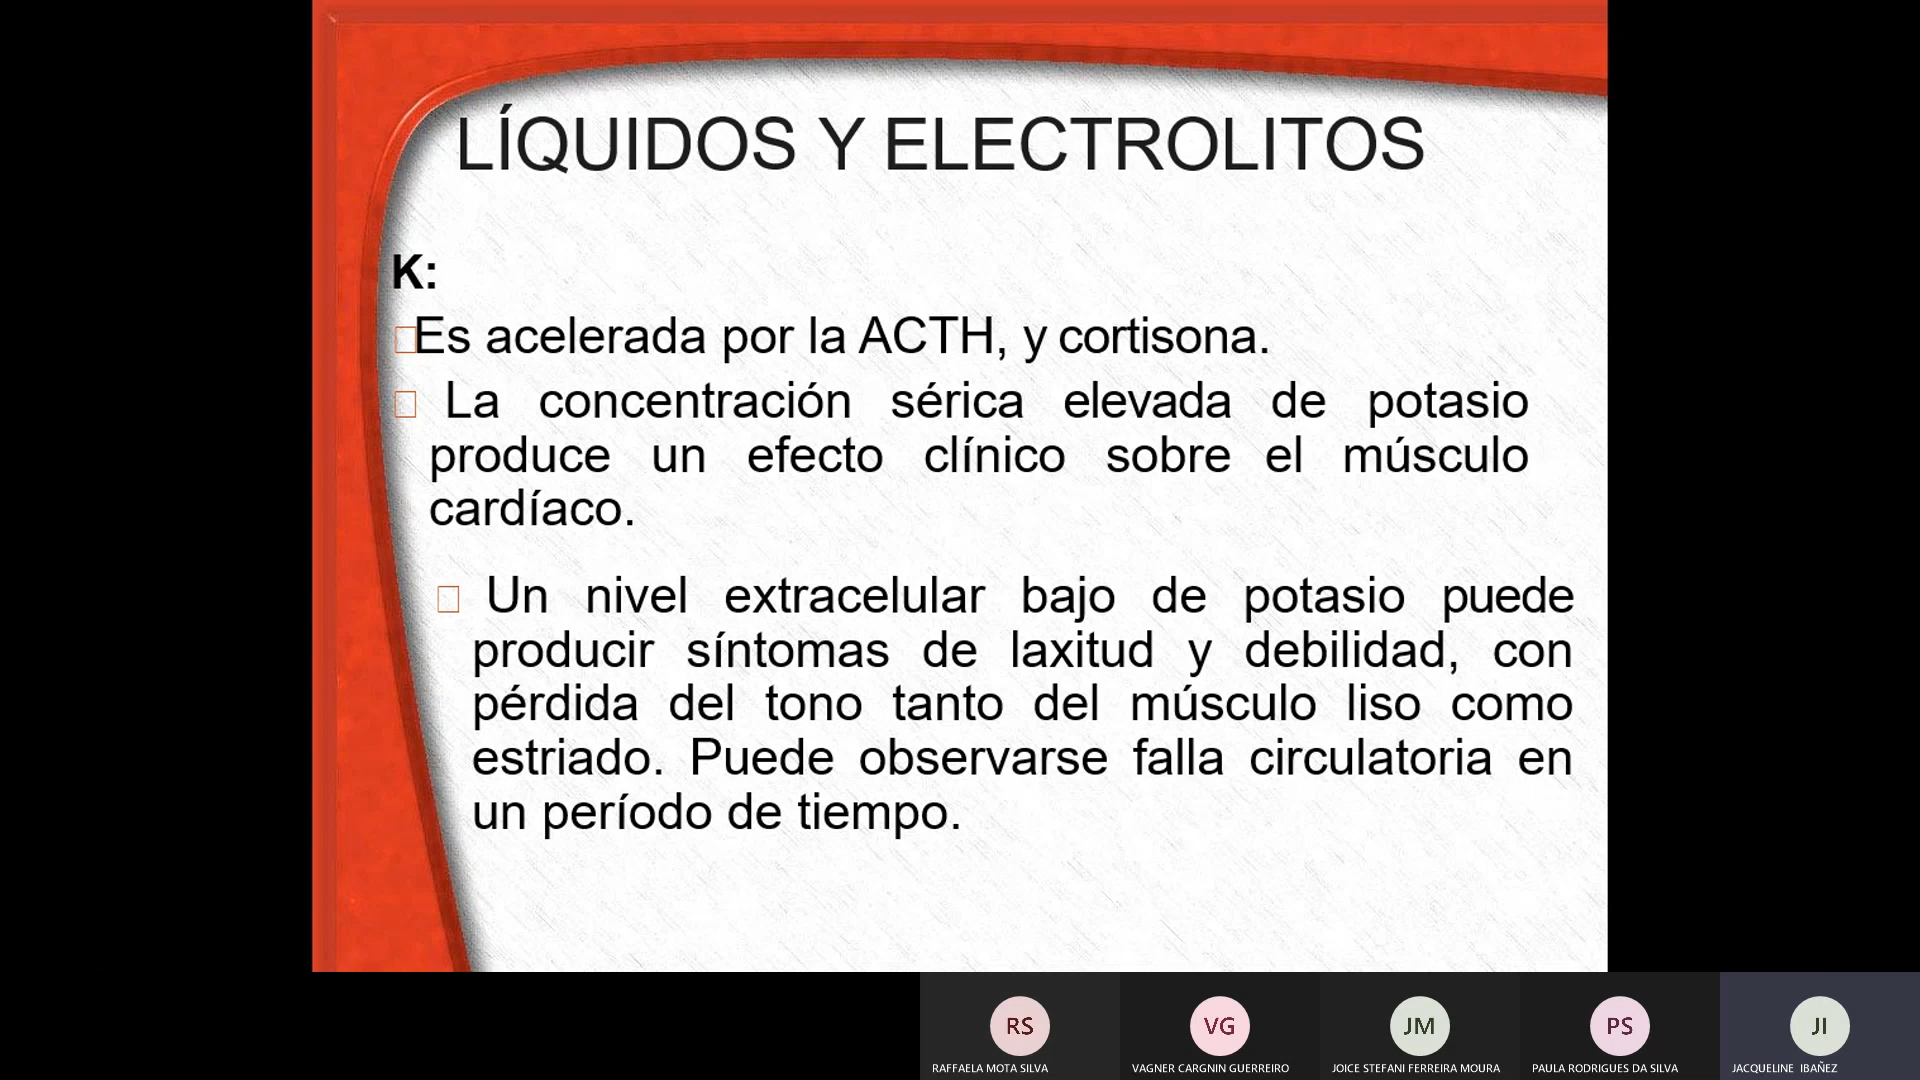 LÍQUIDOS Y ELECTROLITOS
K:
Es acelerada por la ACTH, y cortisona.
La concentración sérica elevada de potasio
produce un efecto clínico sobre el músculo
cardíaco.
Un nivel extracelular bajo de potasio puede
producir síntomas de laxitud y debilidad, con
pérdida del tono tanto del músculo liso como
estriado. Puede observarse falla circulatoria en
un período de tiempo.
RS
VG
JM
PS
JI
RAFFAELA MOTA SILVA
VAGNER CARGNIN GUERREIRO
JOICE STEFANI FERREIRA MOURA
PAULA RODRIGUES DA SILVA
JACQUELINE IBAÑEZ